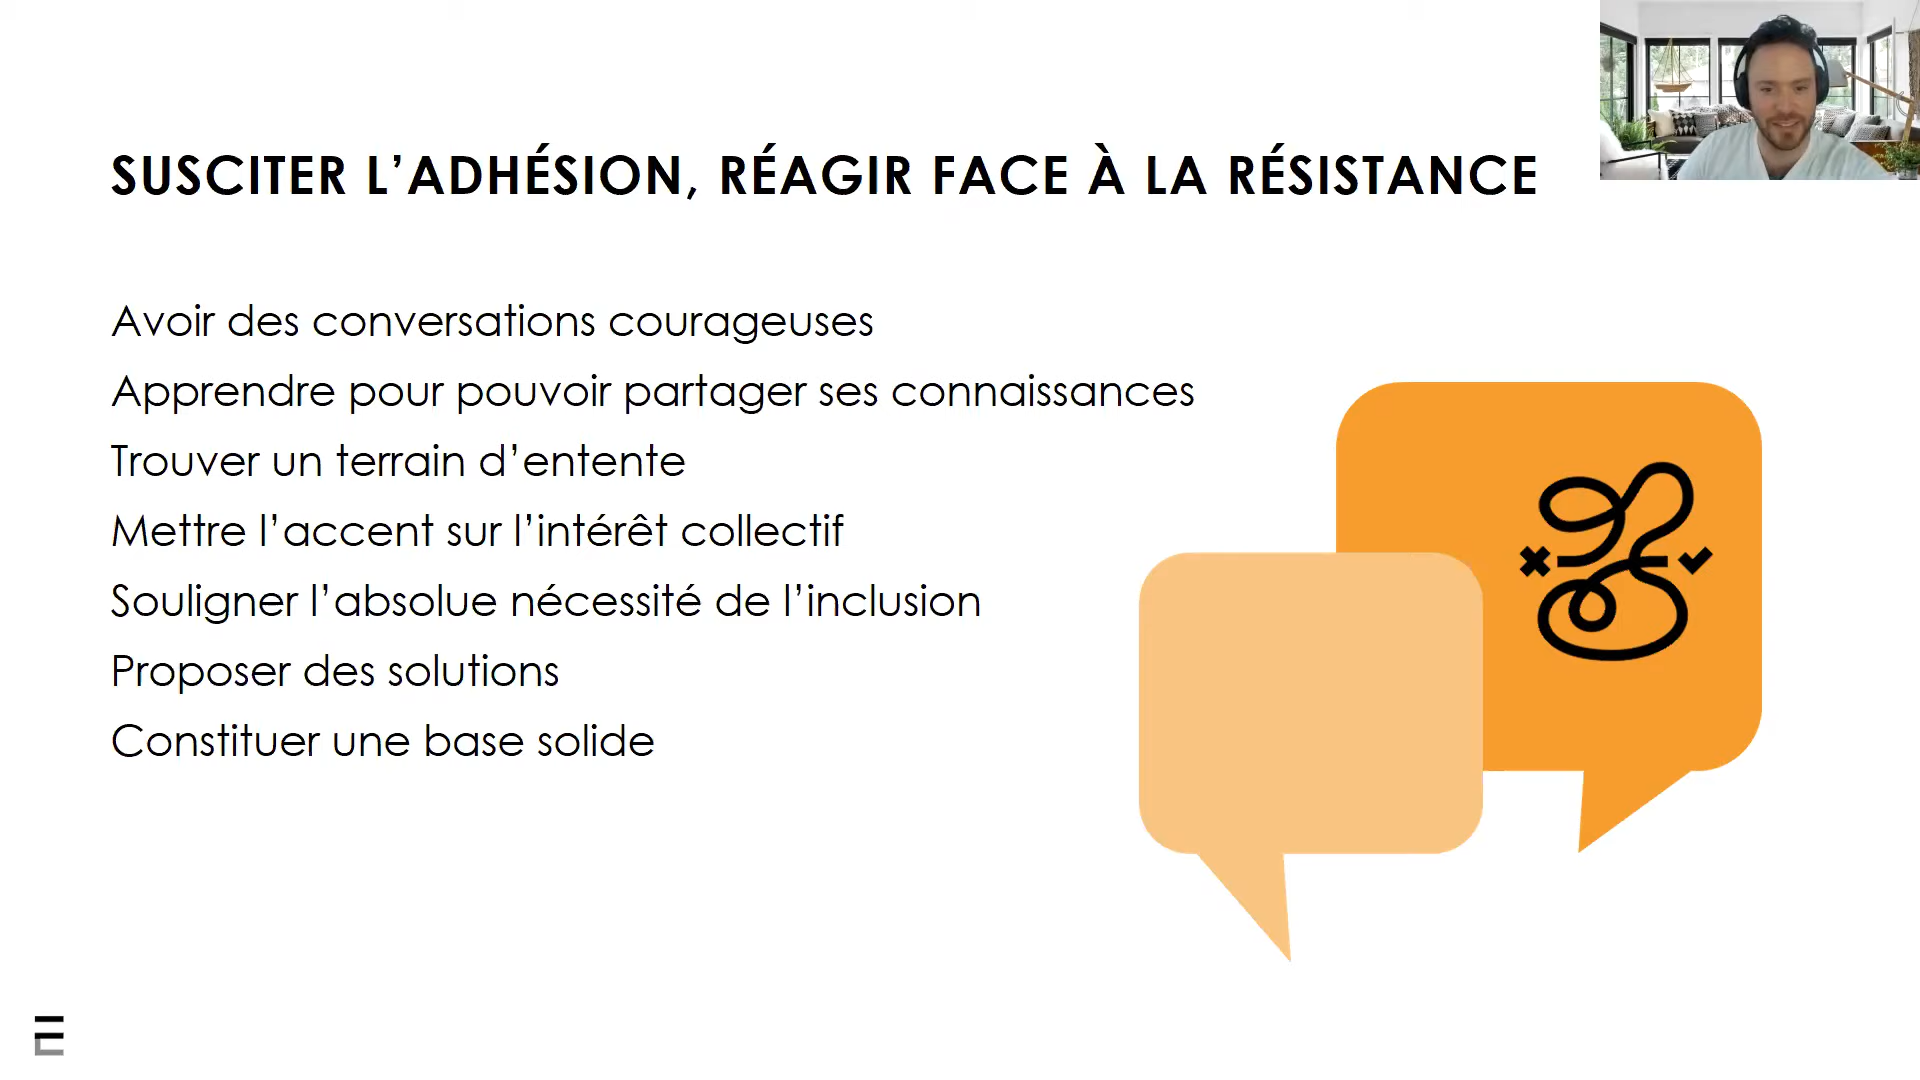 SUSCITER L’ADHÉSION, RÉAGIR FACE À LA RÉSISTANCE
Avoir des conversations courageuses
Apprendre pour pouvoir partager ses connaissances
Trouver un terrain d’entente
Mettre l’accent sur l’intérêt collectif
Souligner l’absolue nécessité de l’inclusion
Proposer des solutions
Constituer une base solide